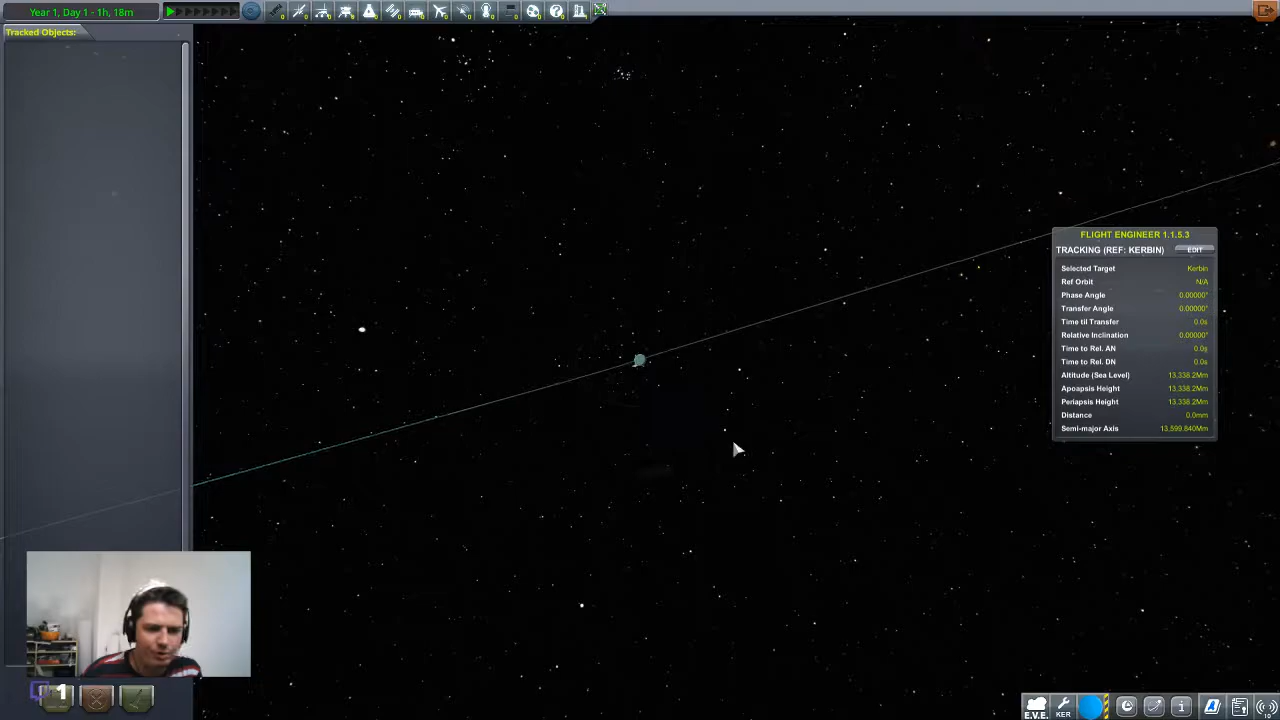 Year 1, Day 1 - 1h, 18m
Tracked Objects:
FLIGHT ENGINEER 1.1.5.3
TRACKING (REF: KERBIN) EDIT
Selected Target Kerbin
Ref Orbit N/A
Phase Angle 0.00000°
Transfer Angle 0.00000°
Time til Transfer 0.0s
Relative Inclination 0.00000°
Time to Rel. AN 0.0s
Time to Rel. DN 0.0s
Altitude (Sea Level) 13,338.2Mm
Apoapsis Height 13,338.2Mm
Periapsis Height 13,338.2Mm
Distance 0.0mm
Semi-major Axis 13,599.840Mm
1
E.V.E.
KER